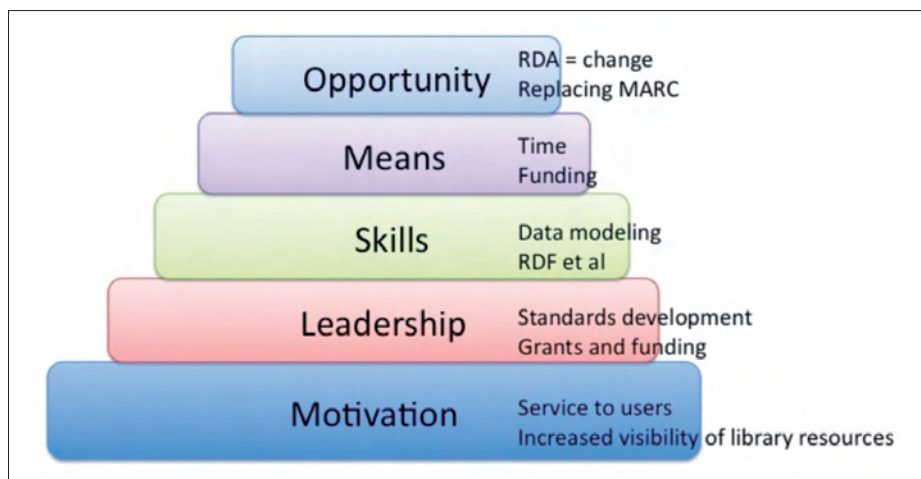 Opportunity
RDA = change
Replacing MARC
Means
Time
Funding
Skills
Data modeling
RDF et al
Leadership
Standards development
Grants and funding
Motivation
Service to users
Increased visibility of library resources